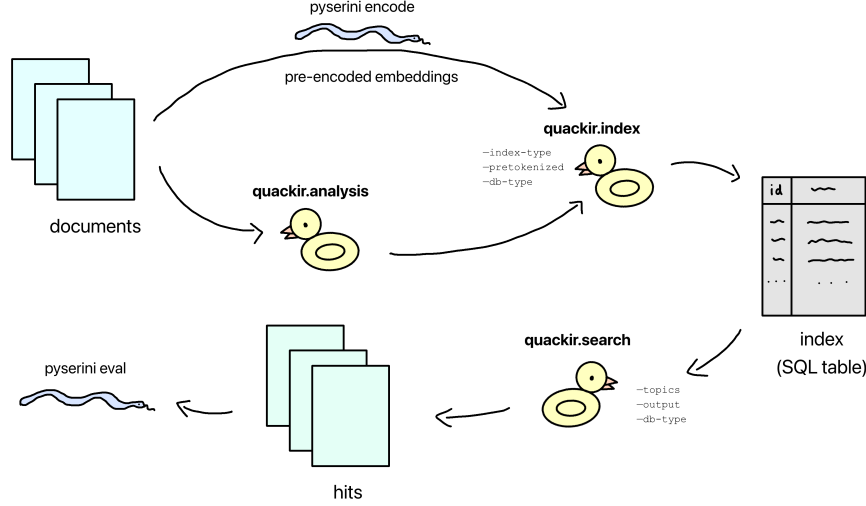 pyserini encode
pre-encoded embeddings
quackir.index
—index-type
—pretokenized
—db-type
quackir.analysis
documents
id
index
(SQL table)
quackir.search
—topics
—output
—db-type
pyserini eval
hits